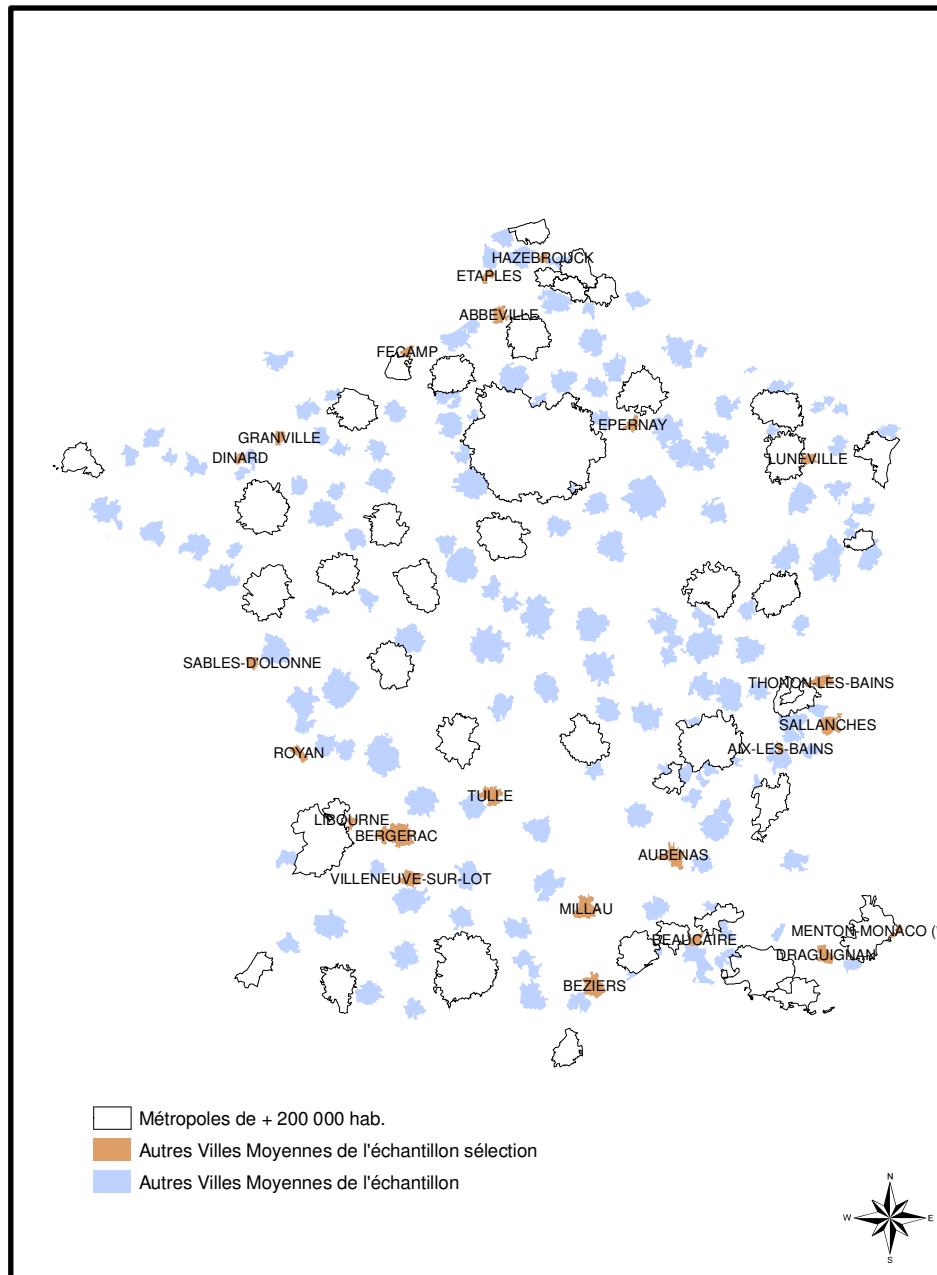 HAZEBROUCK
ETAPLES
ABBEVILLE
FECAMP
EPERNAY
GRANVILLE
DINARD
LUNEVILLE
SABLES-D'OLONNE
THONON-LES-BAINS
SALLANCHES
ROYAN
AIX-LES-BAINS
TULLE
LIBOURNE
BERGERAC
AUBENAS
VILLENEUVE-SUR-LOT
MILLAU
MENTON-MONACO (
BEAUCAIRE
DRAGUIGNAN
BEZIERS
Métropoles de + 200 000 hab.
Autres Villes Moyennes de l'échantillon sélection
Autres Villes Moyennes de l'échantillon
N
W
E
S